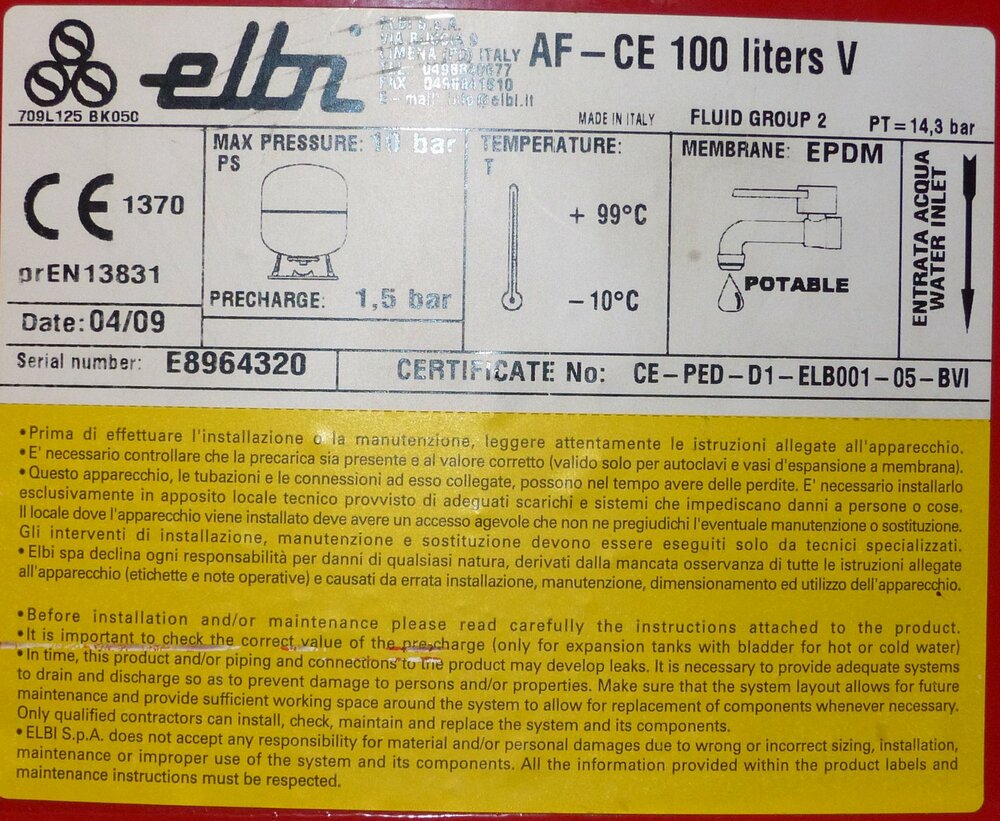 elbi
ELBI S.p.A.
VIA BUCCIA 9
LIMENA (PD) ITALY
FAX 0498841610
E-mail: info@elbi.it
AF-CE 100 liters V
709L125 BK050
MADE IN ITALY
FLUID GROUP 2
PT=14,3 bar
MAX PRESSURE: 10 bar
PS
PRECHARGE: 1,5 bar
TEMPERATURE:
T
+ 99°C
-10°C
MEMBRANE: EPDM
POTABLE
ENTRATA ACQUA
WATER INLET
CE 1370
prEN13831
Date: 04/09
Serial number: E8964320
CERTIFICATE No: CE-PED-D1-ELB001-05-BVI
•Prima di effettuare l'installazione o la manutenzione, leggere attentamente le istruzioni allegate all'apparecchio.
•E' necessario controllare che la precarica sia presente e al valore corretto (valido solo per autoclavi e vasi d'espansione a membrana).
•Questo apparecchio, le tubazioni e le connessioni ad esso collegate, possono nel tempo avere delle perdite. E' necessario installarlo
esclusivamente in apposito locale tecnico provvisto di adeguati scarichi e sistemi che impediscano danni a persone o cose.
Il locale dove l'apparecchio viene installato deve avere un accesso agevole che non ne pregiudichi l'eventuale manutenzione o sostituzione.
Gli interventi di installazione, manutenzione e sostituzione devono essere eseguiti solo da tecnici specializzati.
•Elbi spa declina ogni responsabilità per danni di qualsiasi natura, derivati dalla mancata osservanza di tutte le istruzioni allegate
all'apparecchio (etichette e note operative) e causati da errata installazione, manutenzione, dimensionamento ed utilizzo dell'apparecchio.
•Before installation and/or maintenance please read carefully the instructions attached to the product.
•It is important to check the correct value of the pre-charge (only for expansion tanks with bladder for hot or cold water)
•In time, this product and/or piping and connections to the product may develop leaks. It is necessary to provide adequate systems
to drain and discharge so as to prevent damage to persons and/or properties. Make sure that the system layout allows for future
maintenance and provide sufficient working space around the system to allow for replacement of components whenever necessary.
Only qualified contractors can install, check, maintain and replace the system and its components.
•ELBI S.p.A. does not accept any responsibility for material and/or personal damages due to wrong or incorrect sizing, installation,
maintenance or improper use of the system and its components. All the information provided within the product labels and
maintenance instructions must be respected.